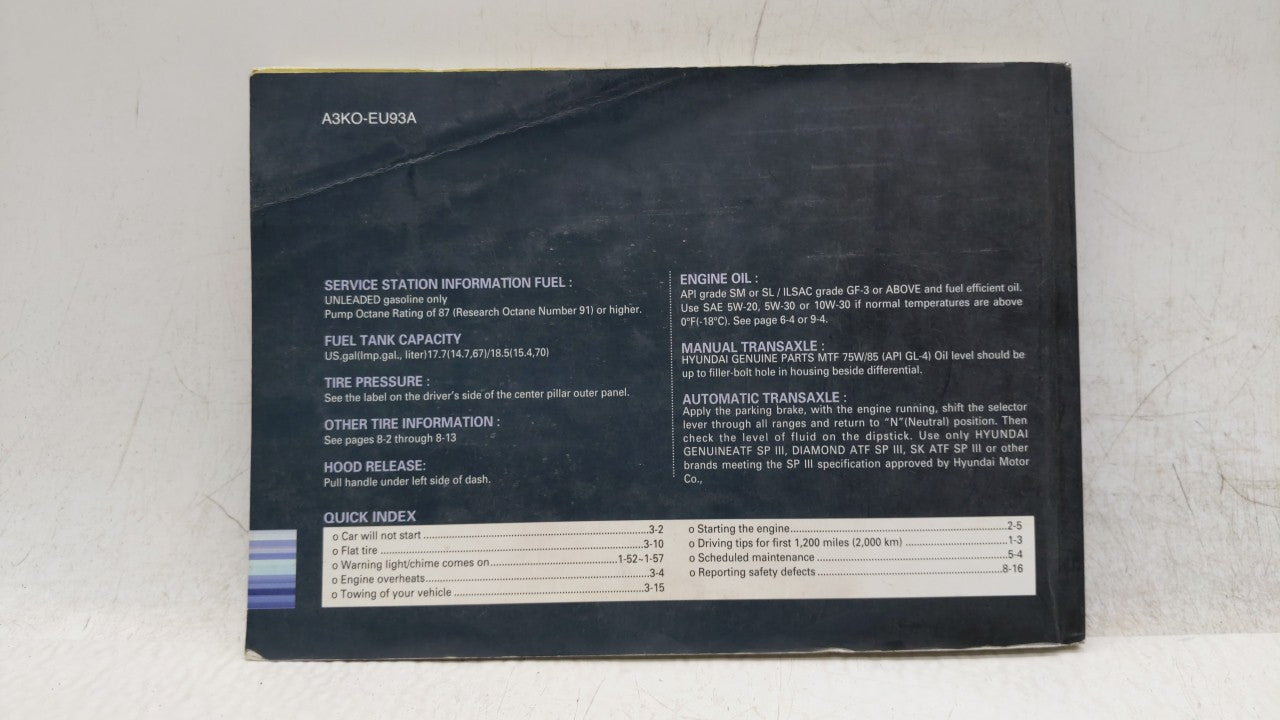 A3KO-EU93A
SERVICE STATION INFORMATION FUEL :
UNLEADED gasoline only
Pump Octane Rating of 87 (Research Octane Number 91) or higher.
FUEL TANK CAPACITY
US.gal(Imp.gal., liter)17.7(14.7,67)/18.5(15.4,70)
TIRE PRESSURE :
See the label on the driver's side of the center pillar outer panel.
OTHER TIRE INFORMATION :
See pages 8-2 through 8-13
HOOD RELEASE:
Pull handle under left side of dash.
ENGINE OIL :
API grade SM or SL / ILSAC grade GF-3 or ABOVE and fuel efficient oil.
Use SAE 5W-20, 5W-30 or 10W-30 if normal temperatures are above
0°F(-18°C). See page 6-4 or 9-4.
MANUAL TRANSAXLE :
HYUNDAI GENUINE PARTS MTF 75W/85 (API GL-4) Oil level should be
up to filler-bolt hole in housing beside differential.
AUTOMATIC TRANSAXLE :
Apply the parking brake, with the engine running, shift the selector
lever through all ranges and return to "N"(Neutral) position. Then
check the level of fluid on the dipstick. Use only HYUNDAI
GENUINEATF SP III, DIAMOND ATF SP III, SK ATF SP III or other
brands meeting the SP III specification approved by Hyundai Motor
Co.,
QUICK INDEX
o Car will not start ..........3-2
o Flat tire ..........3-10
o Warning light/chime comes on..........1-52~1-57
o Engine overheats..........3-4
o Towing of your vehicle ..........3-15
o Starting the engine..........2-5
o Driving tips for first 1,200 miles (2,000 km) ..........1-3
o Scheduled maintenance ..........5-4
o Reporting safety defects ..........8-16